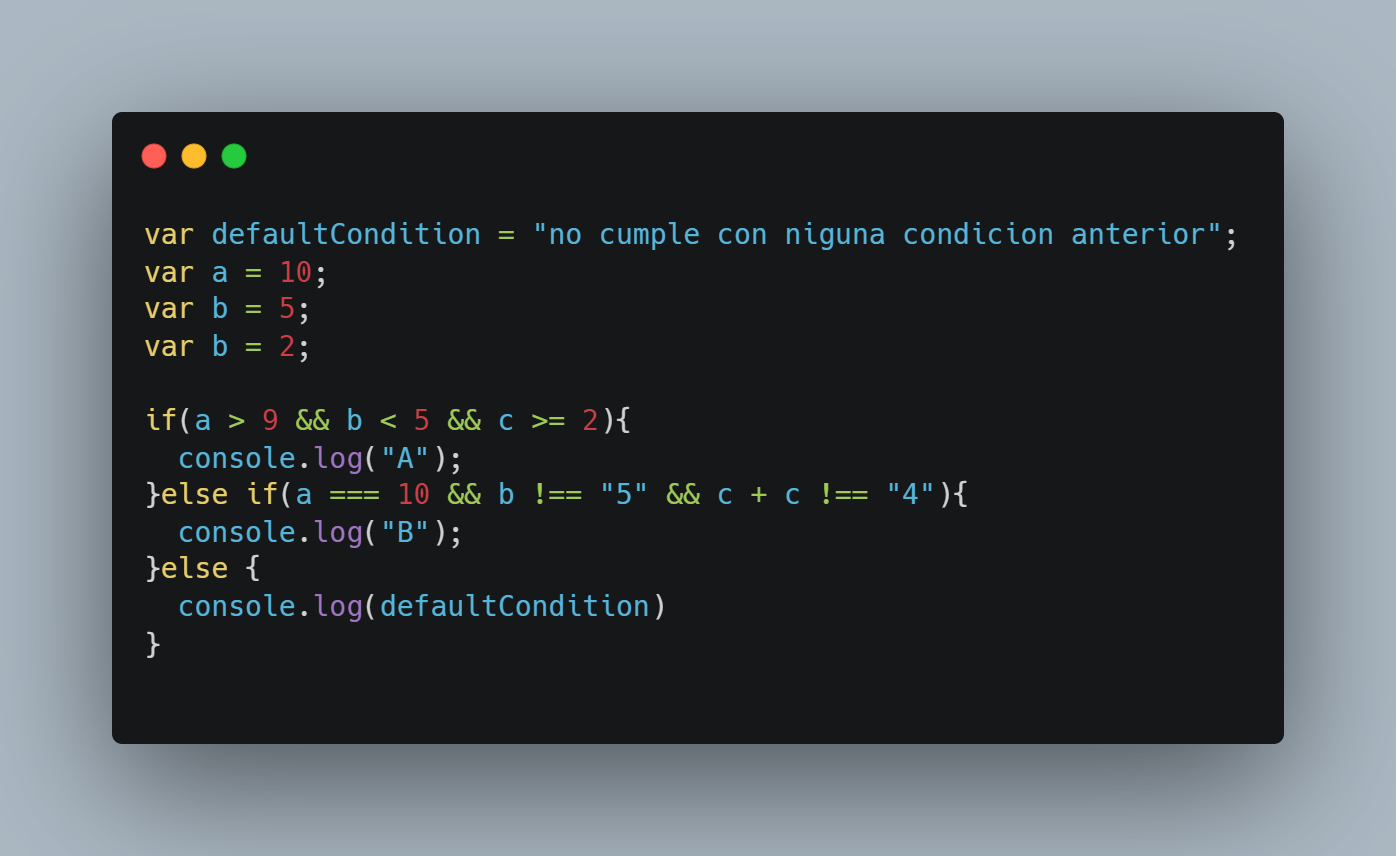 var defaultCondition = "no cumple con niguna condicion anterior";
var a = 10;
var b = 5;
var b = 2;

if(a > 9 && b < 5 && c >= 2){
  console.log("A");
}else if(a === 10 && b !== "5" && c + c !== "4"){
  console.log("B");
}else {
  console.log(defaultCondition)
}